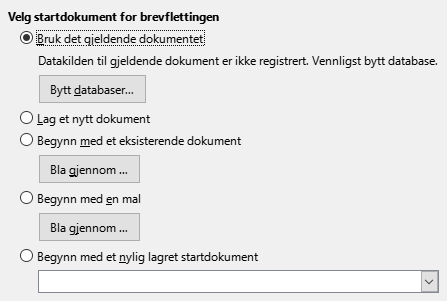 Velg startdokument for brevflettingen
Bruk det gjeldende dokumentet
Datakilden til gjeldende dokument er ikke registrert. Vennligst bytt database.
Bytt databaser...
Lag et nytt dokument
Begynn med et eksisterende dokument
Bla gjennom ...
Begynn med en mal
Bla gjennom ...
Begynn med et nylig lagret startdokument